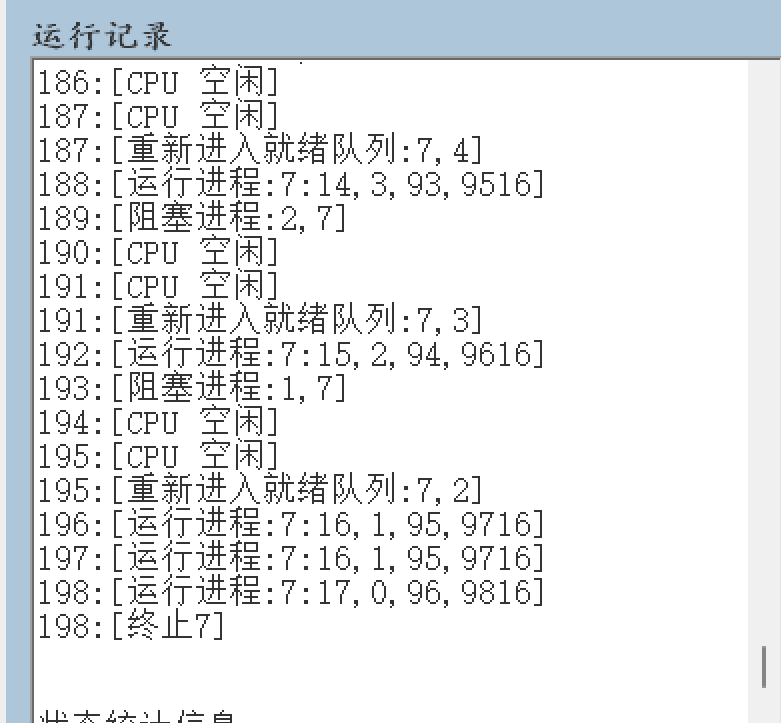 运行记录
186:[CPU 空闲]
187:[CPU 空闲]
187:[重新进入就绪队列:7,4]
188:[运行进程:7:14,3,93,9516]
189:[阻塞进程:2,7]
190:[CPU 空闲]
191:[CPU 空闲]
191:[重新进入就绪队列:7,3]
192:[运行进程:7:15,2,94,9616]
193:[阻塞进程:1,7]
194:[CPU 空闲]
195:[CPU 空闲]
195:[重新进入就绪队列:7,2]
196:[运行进程:7:16,1,95,9716]
197:[运行进程:7:16,1,95,9716]
198:[运行进程:7:17,0,96,9816]
198:[终止7]
状态统计信息